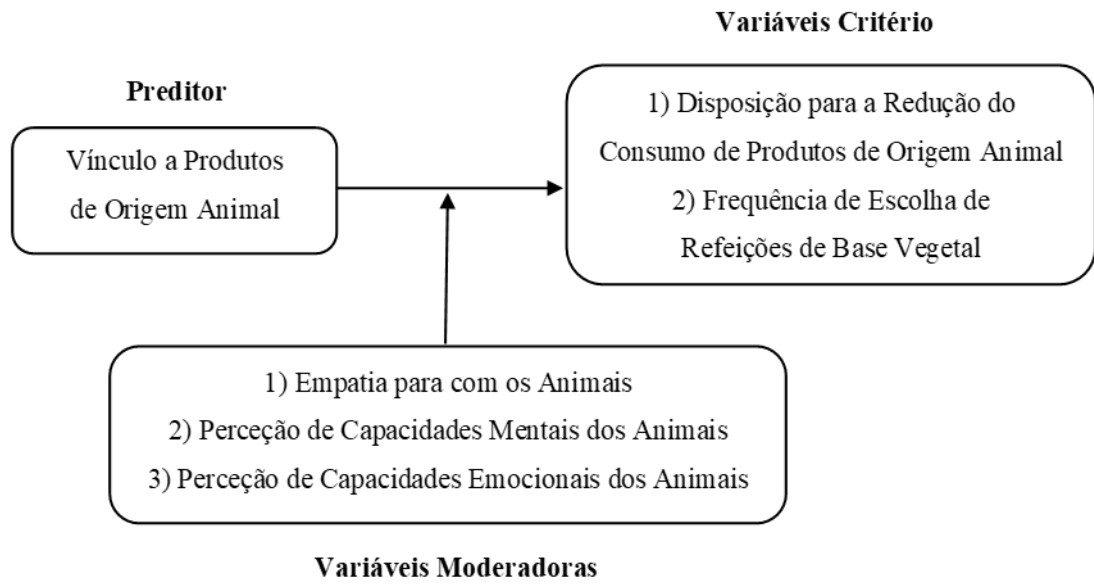 Variáveis Critério
Preditor
1) Disposição para a Redução do
Consumo de Produtos de Origem Animal
2) Frequência de Escolha de
Refeições de Base Vegetal
Vínculo a Produtos
de Origem Animal
1) Empatia para com os Animais
2) Perceção de Capacidades Mentais dos Animais
3) Perceção de Capacidades Emocionais dos Animais
Variáveis Moderadoras